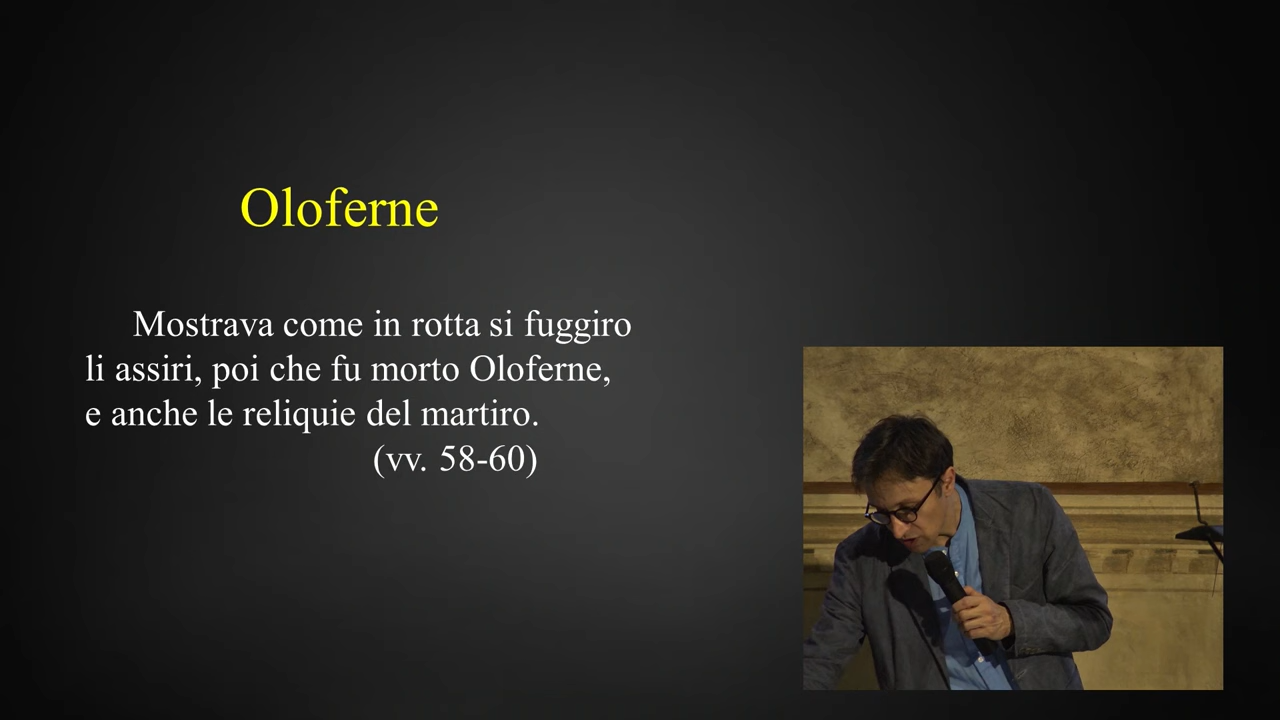 Oloferne
Mostrava come in rotta si fuggiro
li assiri, poi che fu morto Oloferne,
e anche le reliquie del martiro.
(vv. 58-60)